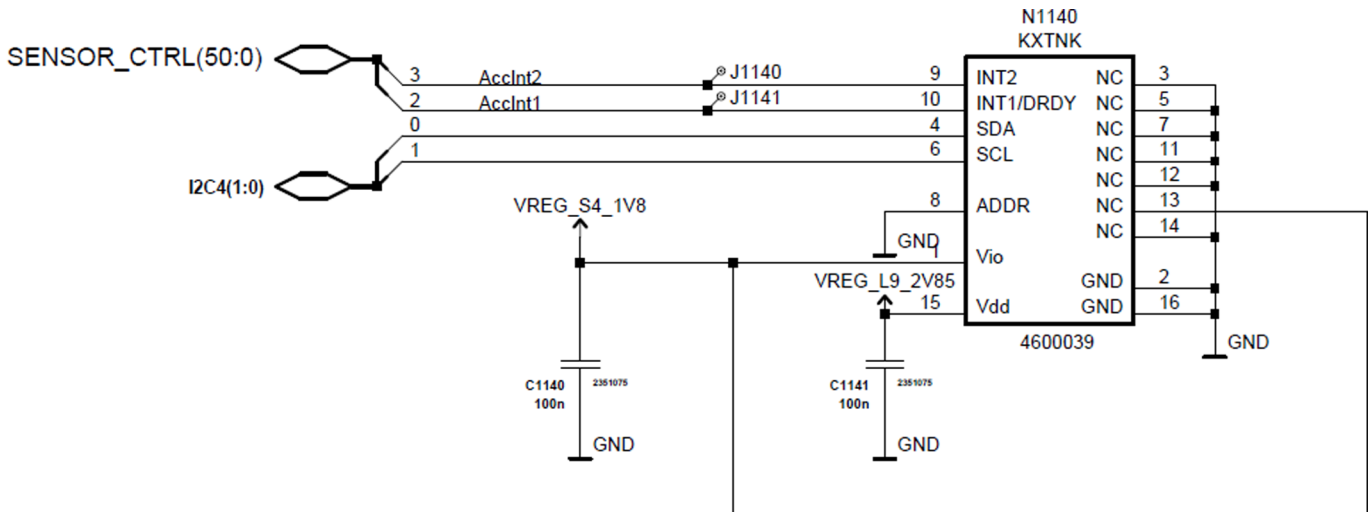 N1140
KXTNK
SENSOR_CTRL(50:0)
3 AccInt2 J1140 9 INT2 NC 3
2 AccInt1 J1141 10 INT1/DRDY NC 5
0 4 SDA NC 7
1 6 SCL NC 11
I2C4(1:0)
NC 12
VREG_S4_1V8 8 ADDR NC 13
NC 14
GND 1 Vio
VREG_L9_2V85 GND 2
15 Vdd GND 16
4600039 GND
C1140 2351075 C1141 2351075
100n 100n
GND GND